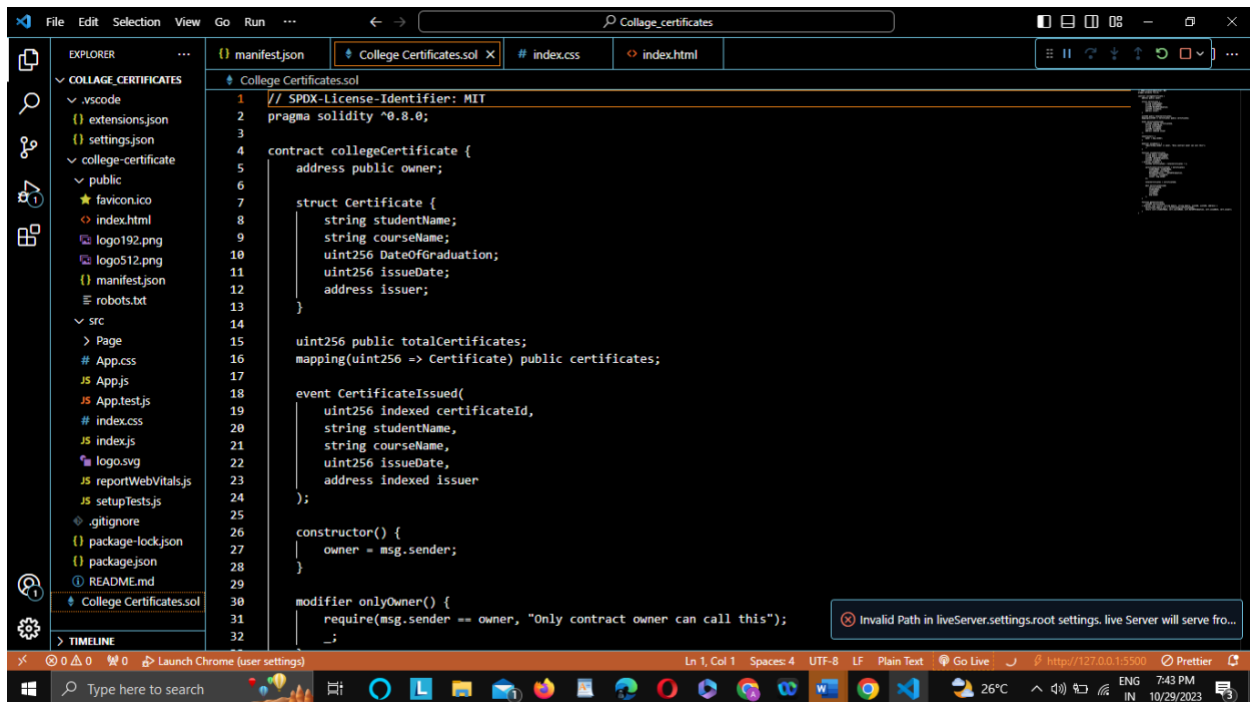 File Edit Selection View Go Run ··· Collage_certificates
EXPLORER ···
COLLAGE_CERTIFICATES
.vscode
{} extensions.json
{} settings.json
college-certificate
public
favicon.ico
<> index.html
logo192.png
logo512.png
{} manifest.json
robots.txt
src
Page
# App.css
JS App.js
JS App.test.js
# index.css
JS index.js
logo.svg
JS reportWebVitals.js
JS setupTests.js
.gitignore
{} package-lock.json
{} package.json
README.md
College Certificates.sol
TIMELINE
1
1
{} manifest.json College Certificates.sol # index.css <> index.html
College Certificates.sol
1 // SPDX-License-Identifier: MIT
2 pragma solidity ^0.8.0;
3
4 contract collegeCertificate {
5 address public owner;
6
7 struct Certificate {
8 string studentName;
9 string courseName;
10 uint256 DateOfGraduation;
11 uint256 issueDate;
12 address issuer;
13 }
14
15 uint256 public totalCertificates;
16 mapping(uint256 => Certificate) public certificates;
17
18 event CertificateIssued(
19 uint256 indexed certificateId,
20 string studentName,
21 string courseName,
22 uint256 issueDate,
23 address indexed issuer
24 );
25
26 constructor() {
27 owner = msg.sender;
28 }
29
30 modifier onlyOwner() {
31 require(msg.sender == owner, "Only contract owner can call this");
32 _;
Invalid Path in liveServer.settings.root settings. live Server will serve fro...
0 0 0 Launch Chrome (user settings) Ln 1, Col 1 Spaces: 4 UTF-8 LF Plain Text Go Live http://127.0.0.1:5500 Prettier
Type here to search 26°C ENG 7:43 PM
IN 10/29/2023 3